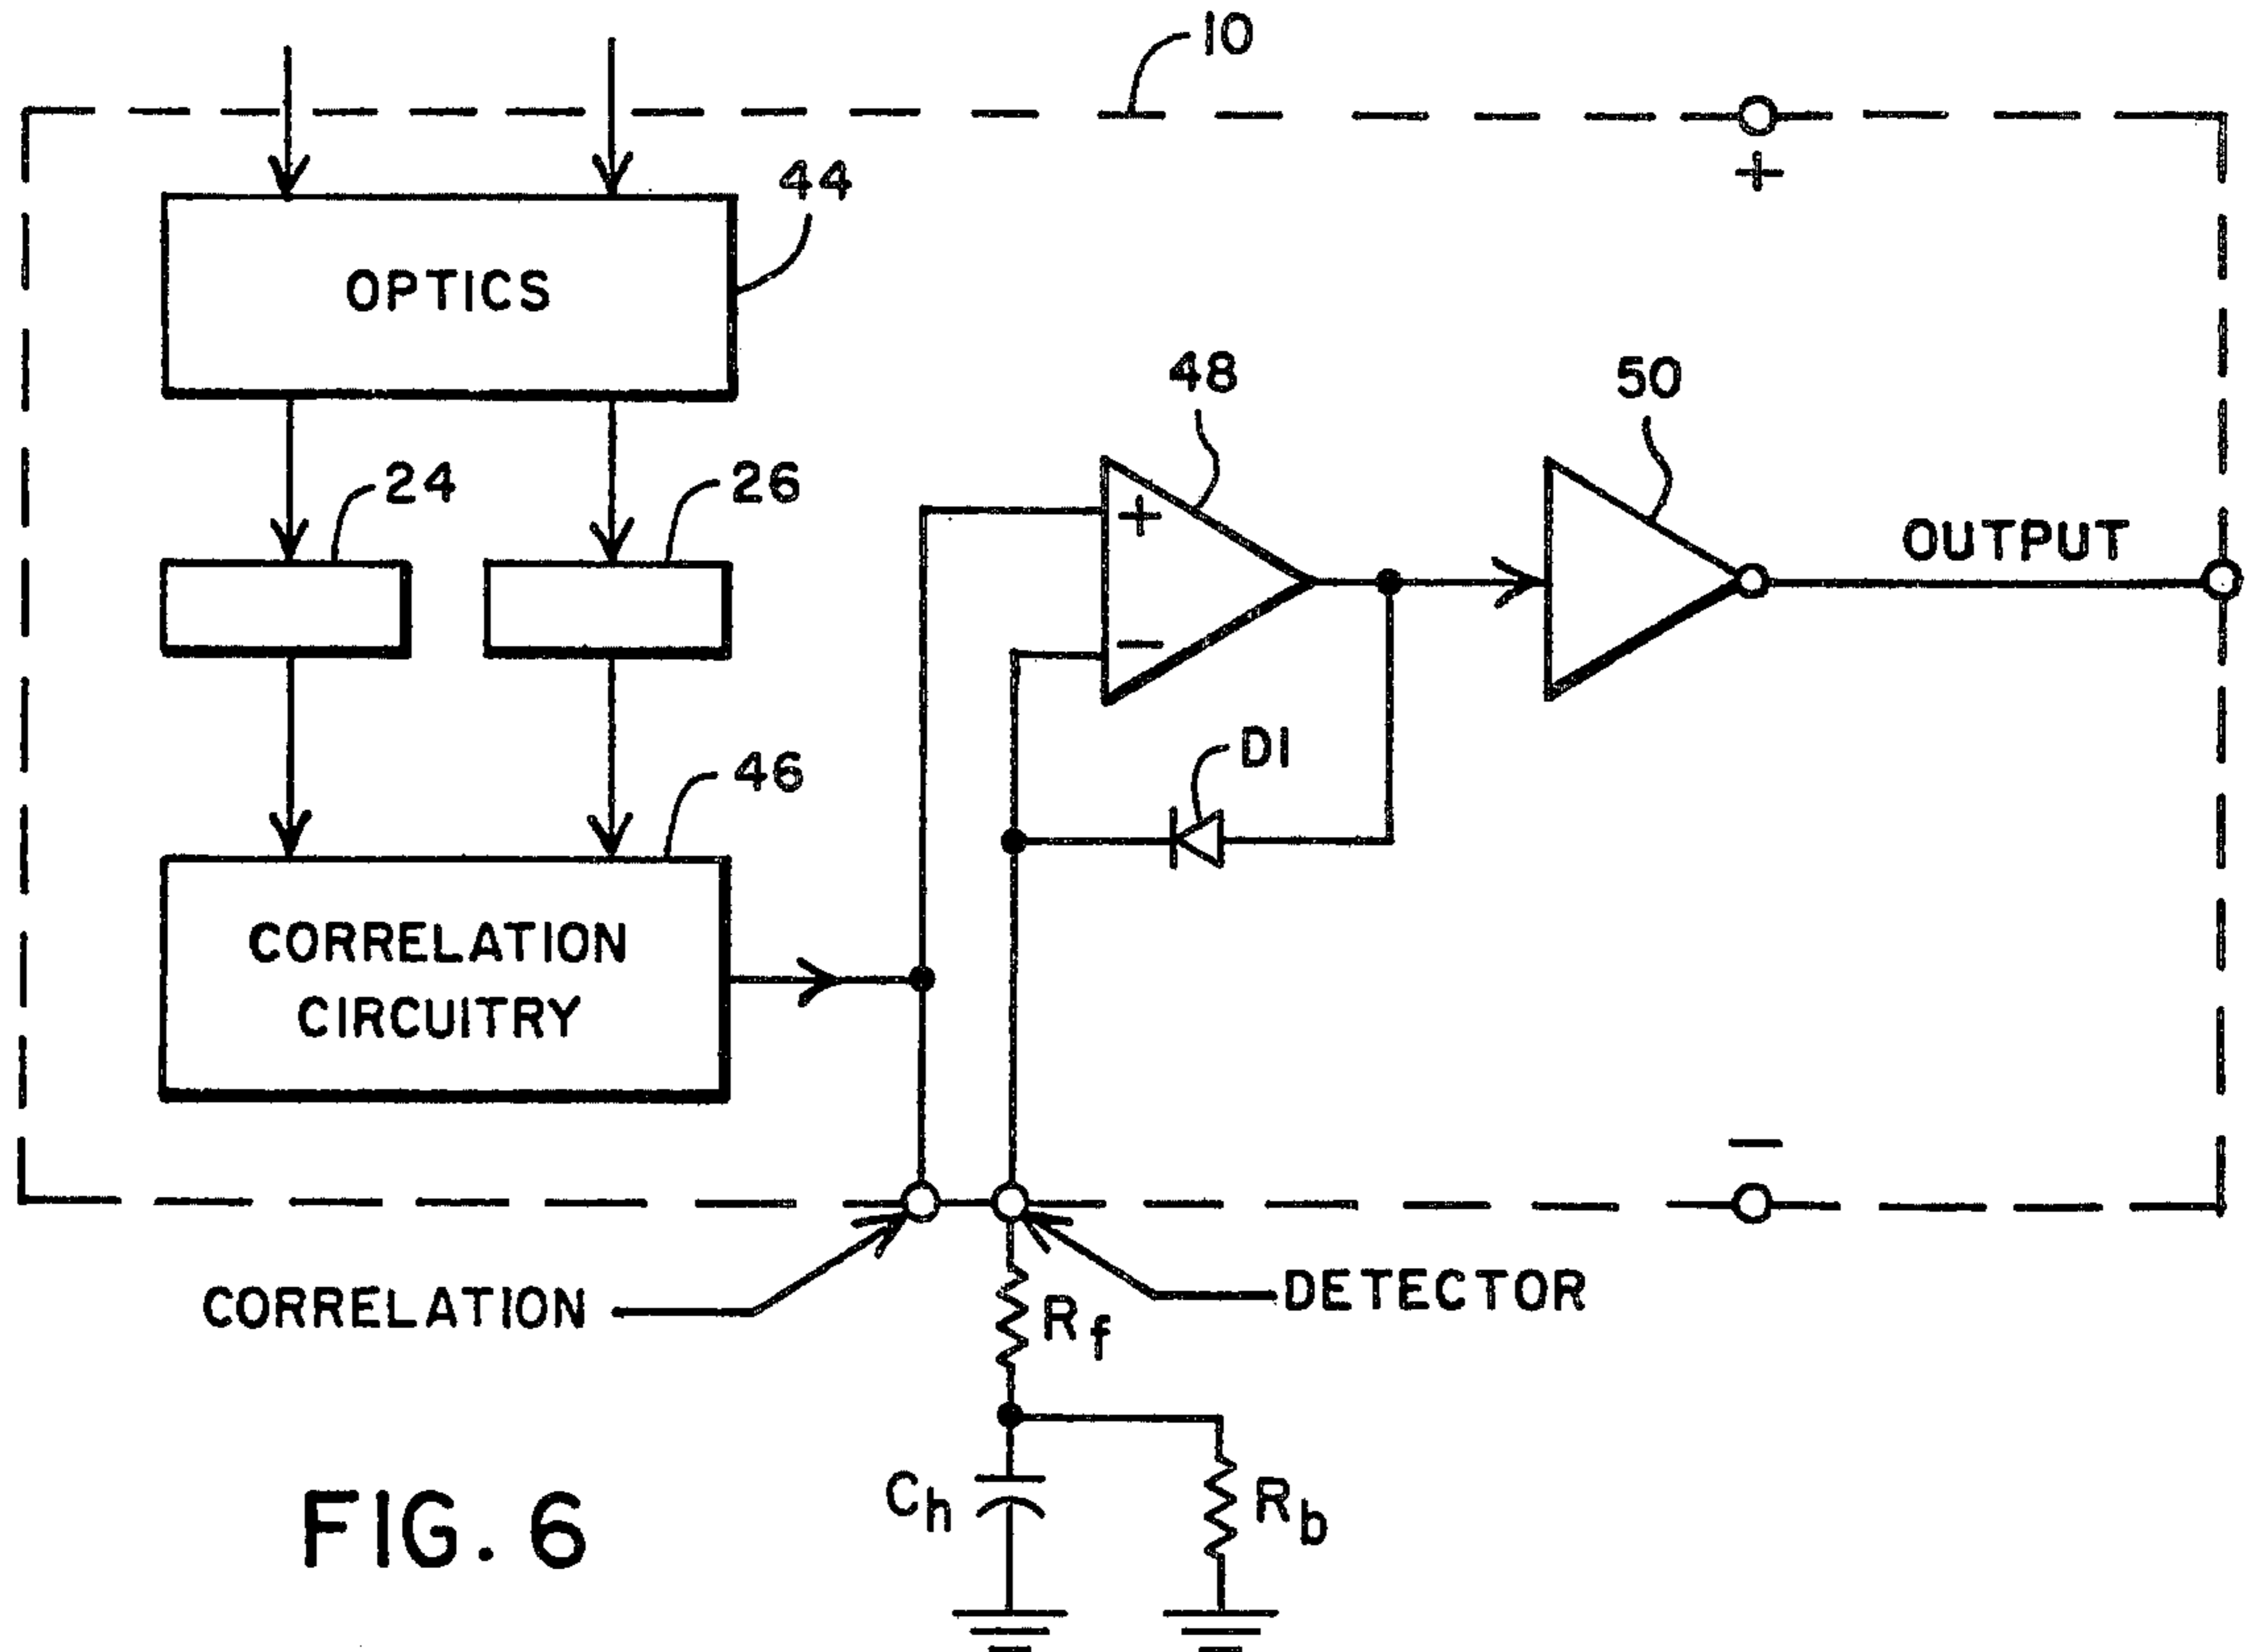 10
+
44
OPTICS
48
50
24
26
+
OUTPUT
−
D1
46
CORRELATION
CIRCUITRY
−
CORRELATION
DETECTOR
Rf
Ch
Rb
FIG. 6